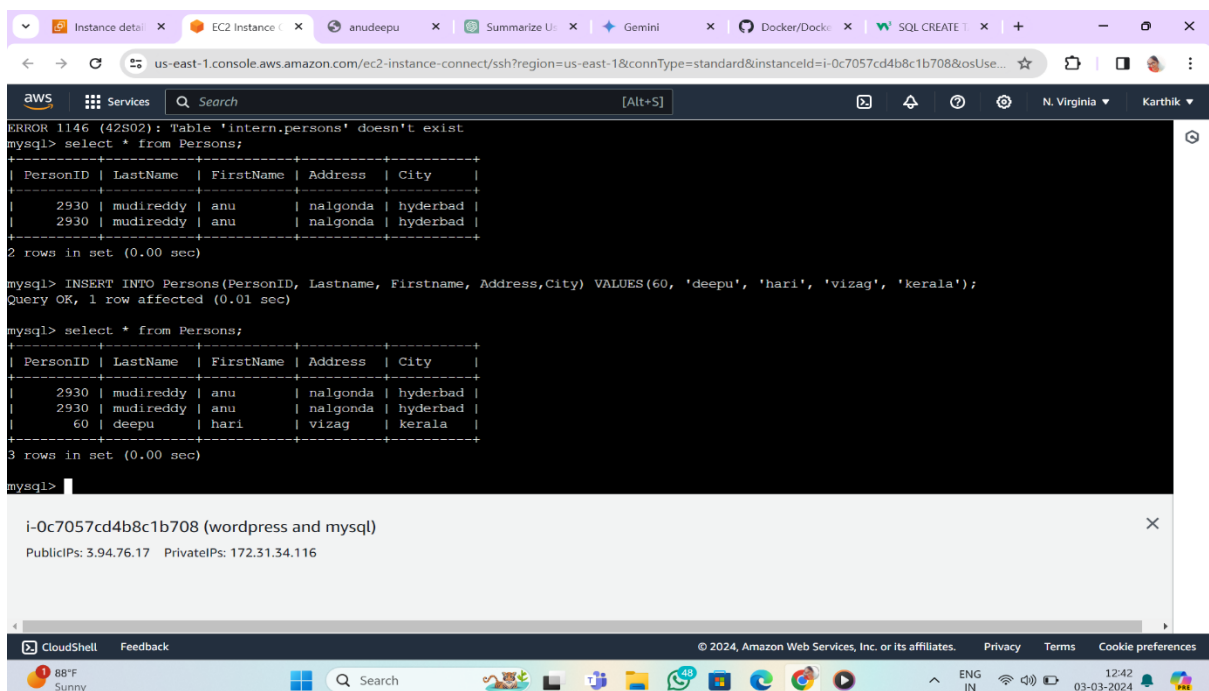 Instance detai
EC2 Instance C
anudeepu
Summarize Us
Gemini
Docker/Docke
SQL CREATE T
us-east-1.console.aws.amazon.com/ec2-instance-connect/ssh?region=us-east-1&connType=standard&instanceId=i-0c7057cd4b8c1b708&osUse...
aws Services Search [Alt+S] N. Virginia Karthik
ERROR 1146 (42S02): Table 'intern.persons' doesn't exist
mysql> select * from Persons;
+----------+-----------+-----------+----------+----------+
| PersonID | LastName | FirstName | Address | City |
+----------+-----------+-----------+----------+----------+
| 2930 | mudireddy | anu | nalgonda | hyderbad |
| 2930 | mudireddy | anu | nalgonda | hyderbad |
+----------+-----------+-----------+----------+----------+
2 rows in set (0.00 sec)
mysql> INSERT INTO Persons(PersonID, Lastname, Firstname, Address,City) VALUES(60, 'deepu', 'hari', 'vizag', 'kerala');
Query OK, 1 row affected (0.01 sec)
mysql> select * from Persons;
+----------+-----------+-----------+----------+----------+
| PersonID | LastName | FirstName | Address | City |
+----------+-----------+-----------+----------+----------+
| 2930 | mudireddy | anu | nalgonda | hyderbad |
| 2930 | mudireddy | anu | nalgonda | hyderbad |
| 60 | deepu | hari | vizag | kerala |
+----------+-----------+-----------+----------+----------+
3 rows in set (0.00 sec)
mysql>
i-0c7057cd4b8c1b708 (wordpress and mysql)
PublicIPs: 3.94.76.17 PrivateIPs: 172.31.34.116
CloudShell Feedback © 2024, Amazon Web Services, Inc. or its affiliates. Privacy Terms Cookie preferences
1 88°F
Sunny
Search
48
ENG
IN
12:42
03-03-2024
PRE